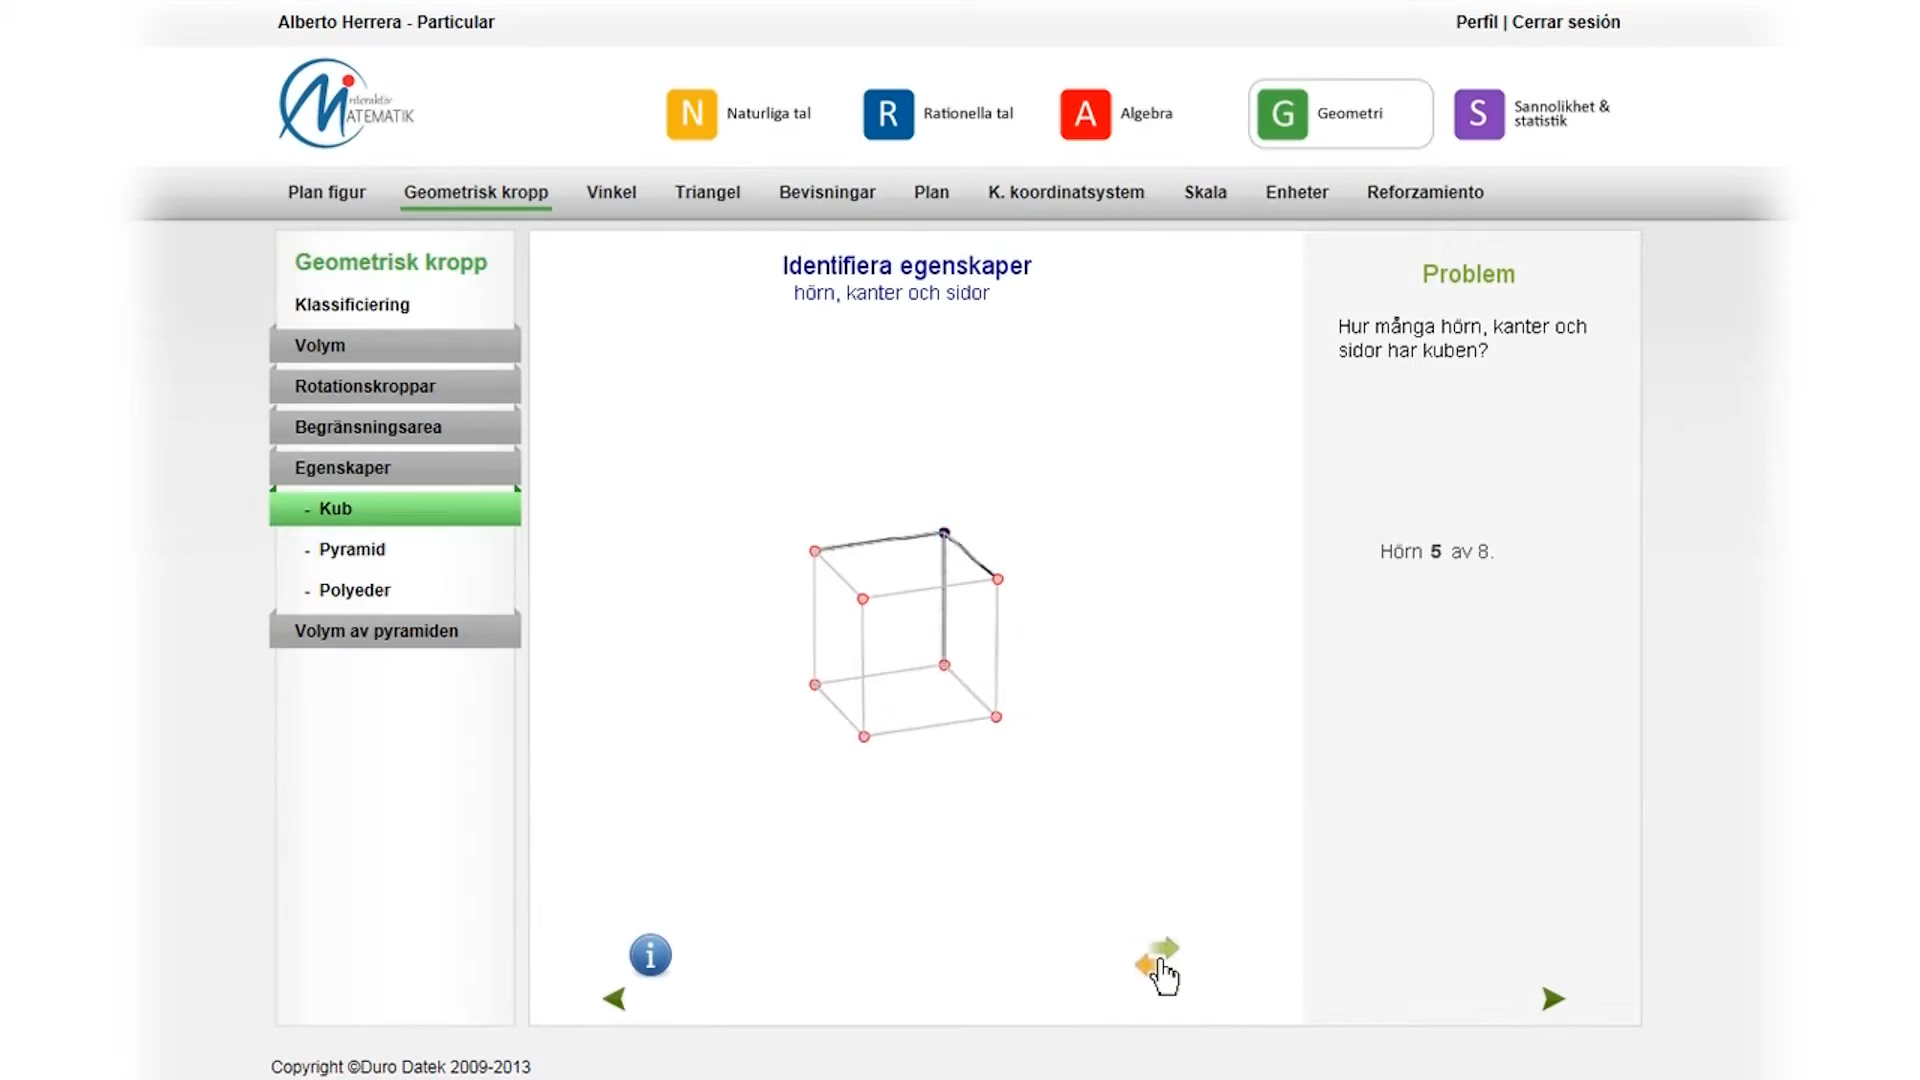 Alberto Herrera - Particular
Perfil | Cerrar sesión
nteraktiv
MATEMATIK
N Naturliga tal
R Rationella tal
A Algebra
G Geometri
S Sannolikhet &
statistik
Plan figur
Geometrisk kropp
Vinkel
Triangel
Bevisningar
Plan
K. koordinatsystem
Skala
Enheter
Reforzamiento
Geometrisk kropp
Klassificiering
Volym
Rotationskroppar
Begränsningsarea
Egenskaper
- Kub
- Pyramid
- Polyeder
Volym av pyramiden
Identifiera egenskaper
hörn, kanter och sidor
Problem
Hur många hörn, kanter och
sidor har kuben?
Hörn 5 av 8.
i
Copyright ©Duro Datek 2009-2013